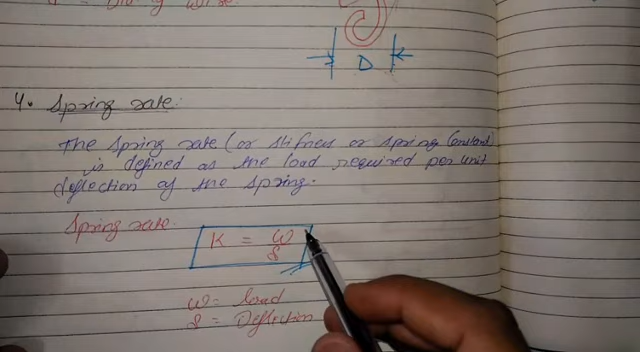 D
4. Spring rate:
The spring rate (or stiffness or spring constant)
is defined as the load required per unit
deflection of the spring.
Spring rate.
K = W
δ
W = Load
δ = Deflection